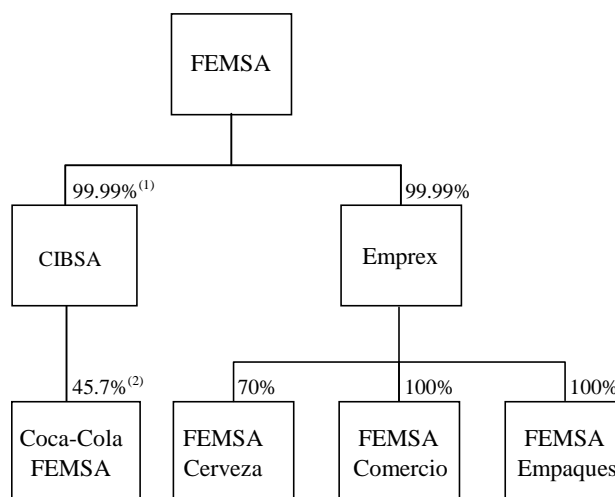 FEMSA
99.99% (1)
99.99%
CIBSA
Emprex
45.7% (2)
70%
100%
100%
Coca-Cola
FEMSA
FEMSA
Cerveza
FEMSA
Comercio
FEMSA
Empaques